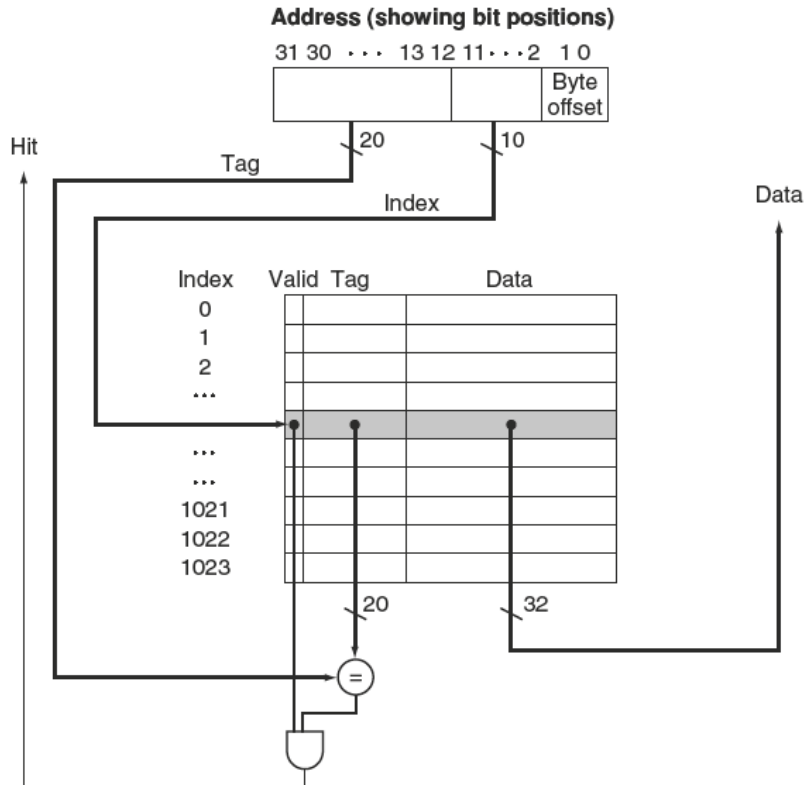 Address (showing bit positions)
31 30 ··· 13 12 11 ··· 2 1 0
Byte
offset
20
10
Hit
Tag
Index
Data
Index Valid Tag Data
0
1
2
...
...
...
1021
1022
1023
20
32
=